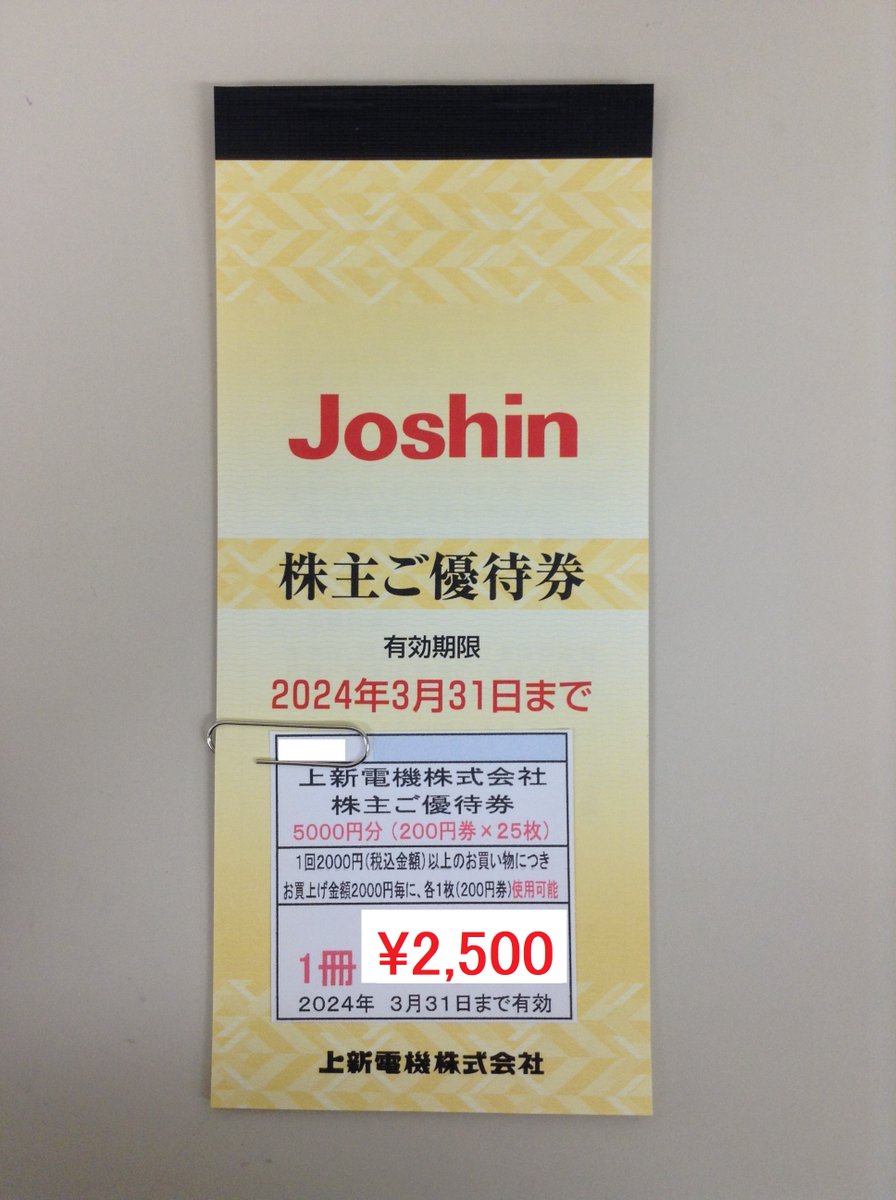 Joshin
株主ご優待券
有効期限
2024年3月31日まで
上新電機株式会社
株主ご優待券
5000円分（200円券×25枚）
1回2000円(税込金額)以上のお買い物につき
お買上げ金額2000円毎に、各1枚(200円券)使用可能
1冊 ¥2,500
2024年 3月31日まで有効
上新電機株式会社